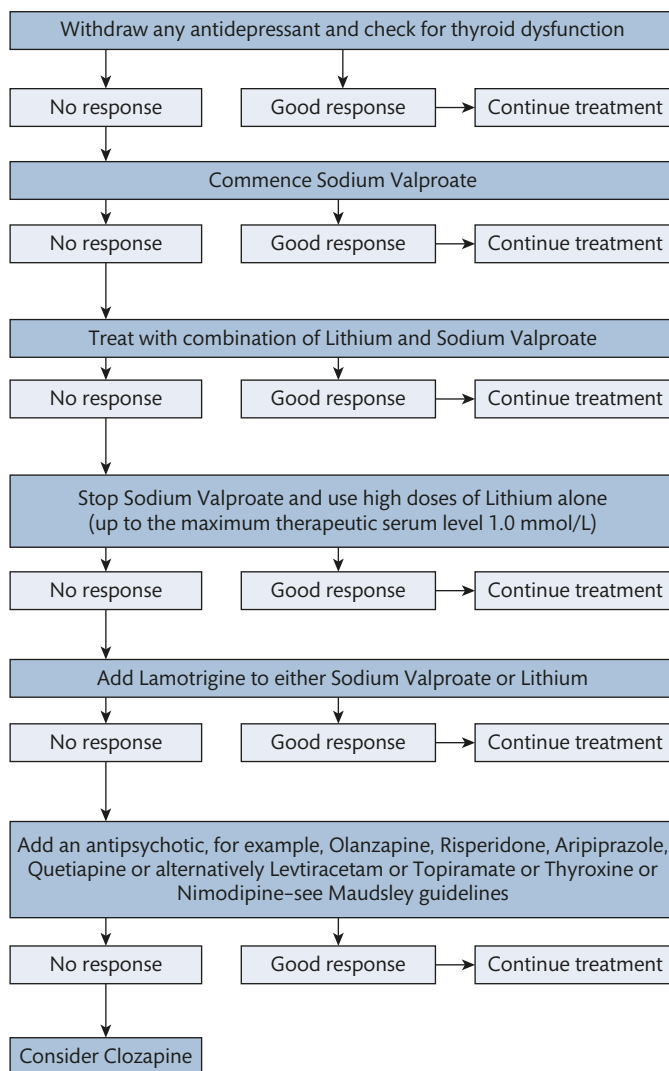 Withdraw any antidepressant and check for thyroid dysfunction
No response
Good response
Continue treatment
Commence Sodium Valproate
No response
Good response
Continue treatment
Treat with combination of Lithium and Sodium Valproate
No response
Good response
Continue treatment
Stop Sodium Valproate and use high doses of Lithium alone
(up to the maximum therapeutic serum level 1.0 mmol/L)
No response
Good response
Continue treatment
Add Lamotrigine to either Sodium Valproate or Lithium
No response
Good response
Continue treatment
Add an antipsychotic, for example, Olanzapine, Risperidone, Aripiprazole,
Quetiapine or alternatively Levtiracetam or Topiramate or Thyroxine or
Nimodipine–see Maudsley guidelines
No response
Good response
Continue treatment
Consider Clozapine